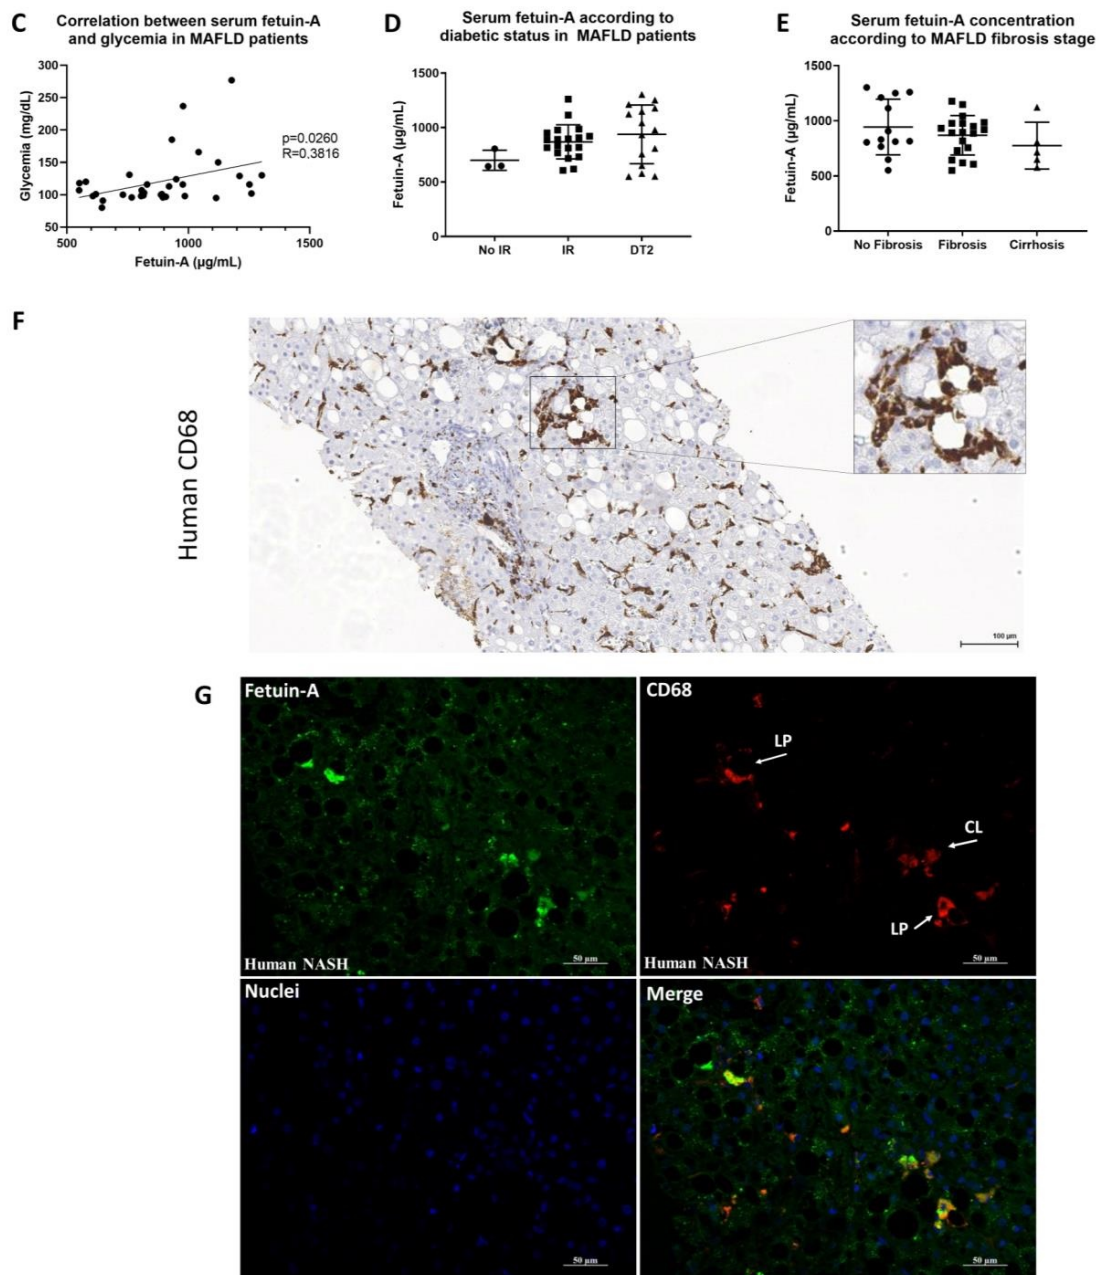 C
Correlation between serum fetuin-A
and glycemia in MAFLD patients
Glycemia (mg/dL)
300
250
200
150
100
50
p=0.0260
R=0,3816
500
1000
1500
Fetuin-A (µg/mL)
D
Serum fetuin-A according to
diabetic status in MAFLD patients
Fetuin-A (µg/mL)
1500
1000
500
0
No IR
IR
DT2
E
Serum fetuin-A concentration
according to MAFLD fibrosis stage
Fetuin-A (µg/mL)
1500
1000
500
0
No Fibrosis
Fibrosis
Cirrhosis
F
Human CD68
100 µm
G
Fetuin-A
Human NASH
50 µm
CD68
LP
CL
LP
Human NASH
50 µm
Nuclei
50 µm
Merge
50 µm